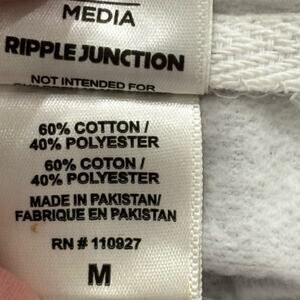 MEDIA
RIPPLE JUNCTION
NOT INTENDED FOR
60% COTTON /
40% POLYESTER
60% COTON /
40% POLYESTER
MADE IN PAKISTAN/
FABRIQUE EN PAKISTAN
RN # 110927
M